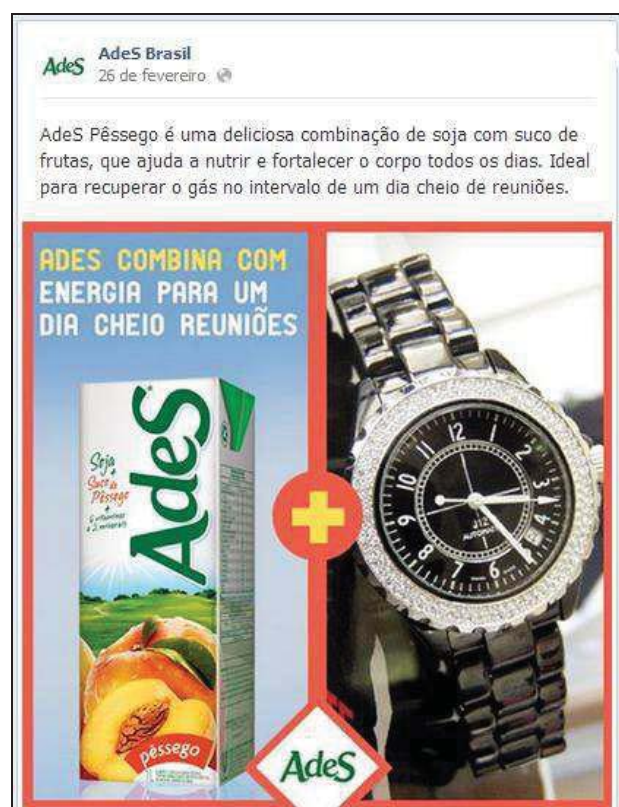 AdeS
AdeS Brasil
26 de fevereiro
AdeS Pêssego é uma deliciosa combinação de soja com suco de
frutas, que ajuda a nutrir e fortalecer o corpo todos os dias. Ideal
para recuperar o gás no intervalo de um dia cheio de reuniões.
ADES COMBINA COM
ENERGIA PARA UM
DIA CHEIO REUNIÕES
AdeS
Soja
+
Suco de
Pêssego
+
e 2 minerais
pêssego
+
12
1
2
3
4
5
6
7
8
9
10
11
J12
AUTOMATIC
AdeS